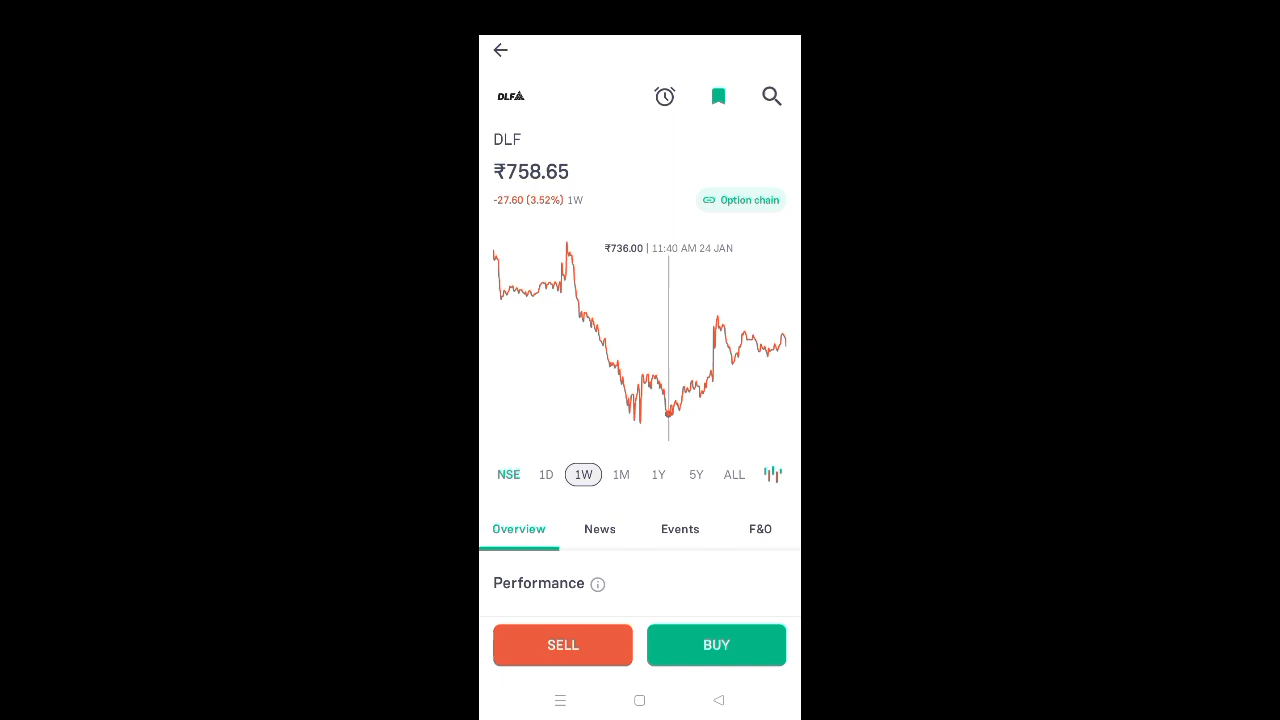 DLF
DLF
₹758.65
-27.60 (3.52%) 1W
Option chain
₹736.00 | 11:40 AM 24 JAN
NSE 1D 1W 1M 1Y 5Y ALL
Overview News Events F&O
Performance
SELL BUY